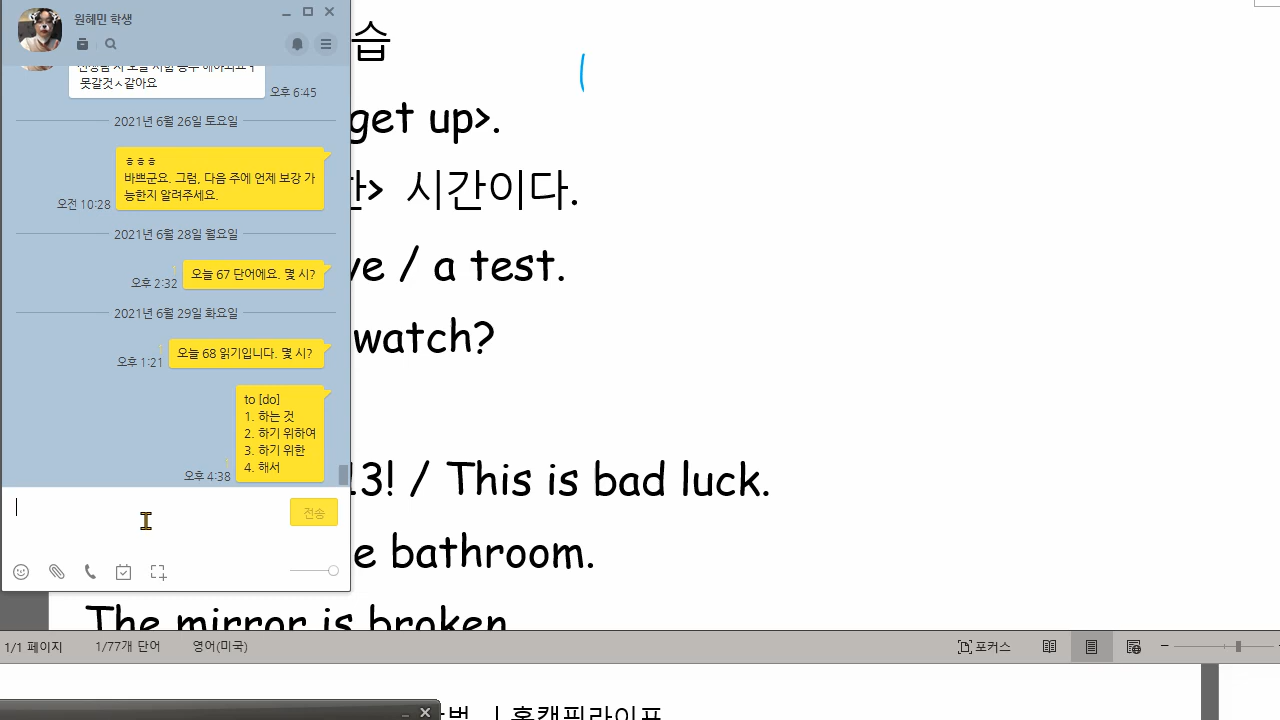 원혜민 학생
못갈것ㅅ같아요
오후 6:45
2021년 6월 26일 토요일
ㅎㅎㅎ
바쁘군요. 그럼, 다음 주에 언제 보강 가
능한지 알려주세요.
오전 10:28
2021년 6월 28일 월요일
오늘 67 단어에요. 몇 시?
오후 2:32
2021년 6월 29일 화요일
오늘 68 읽기입니다. 몇 시?
오후 1:21
to [do]
1. 하는 것
2. 하기 위하여
3. 하기 위한
4. 해서
오후 4:38
전송
습
get up>.
> 시간이다.
/ a test.
watch?
13! / This is bad luck.
bathroom.
The mirror is broken
1/1 페이지
1/77개 단어
영어(미국)
포커스
홈캠핑라이프